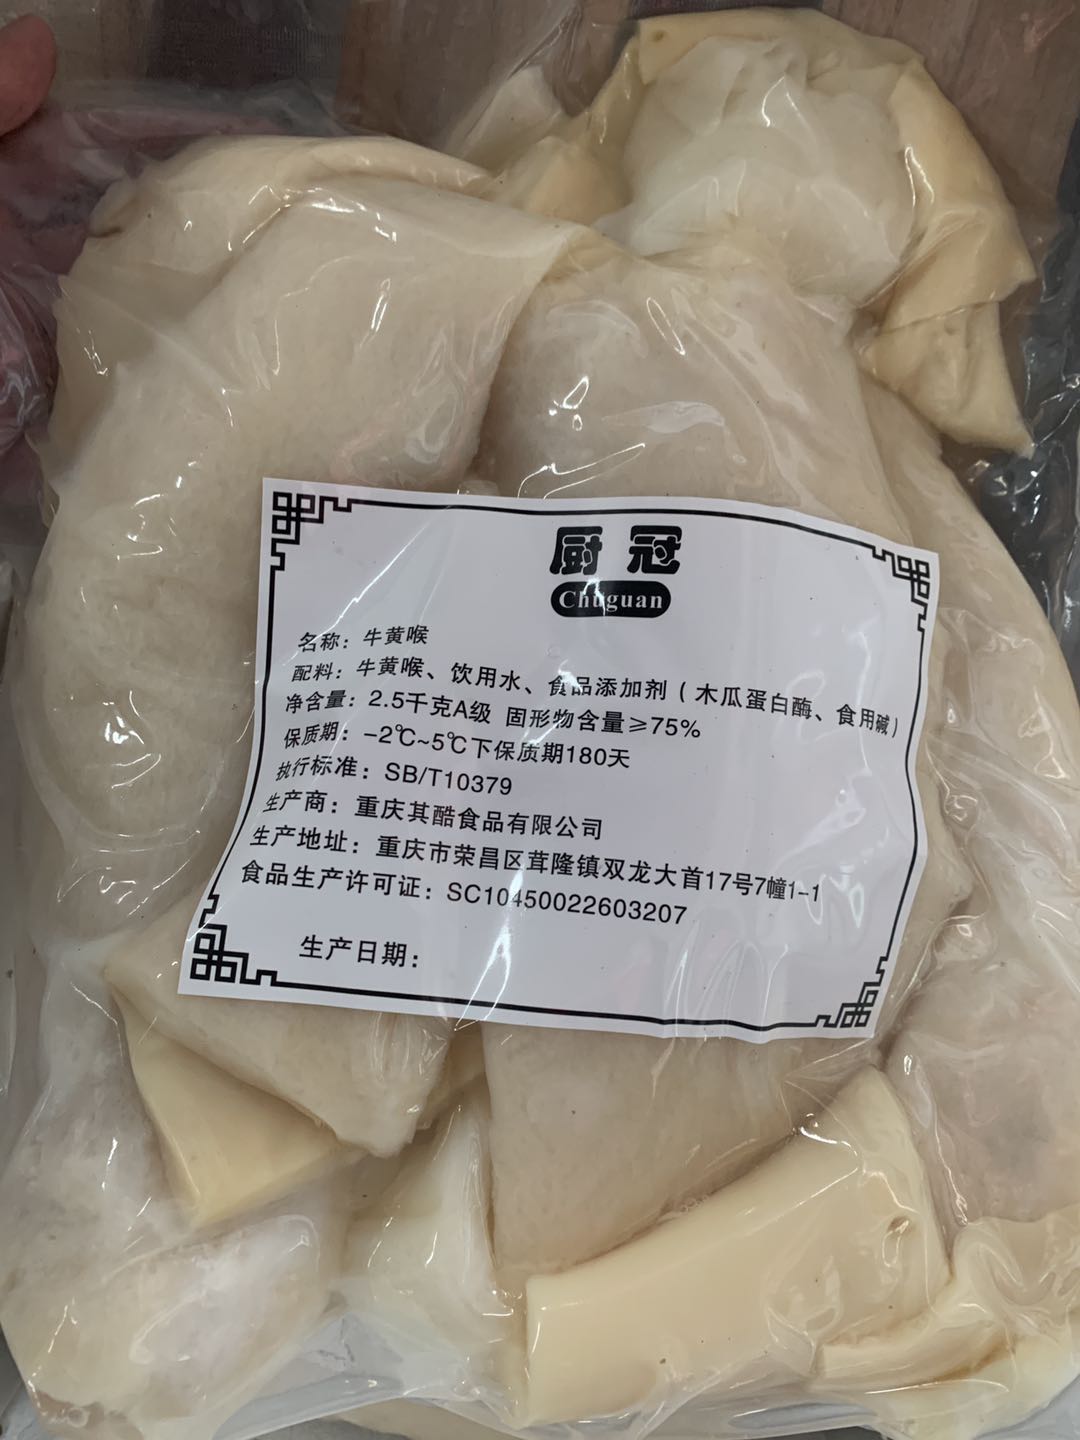 厨冠
Chuguan
名称：牛黄喉
配料：牛黄喉、饮用水、食品添加剂（木瓜蛋白酶、食用碱）
净含量：2.5千克A级 固形物含量≥75%
保质期：-2℃~5℃下保质期180天
执行标准：SB/T10379
生产商：重庆其酷食品有限公司
生产地址：重庆市荣昌区荁隆镇双龙大首17号7幢1-1
食品生产许可证：SC10450022603207
生产日期：